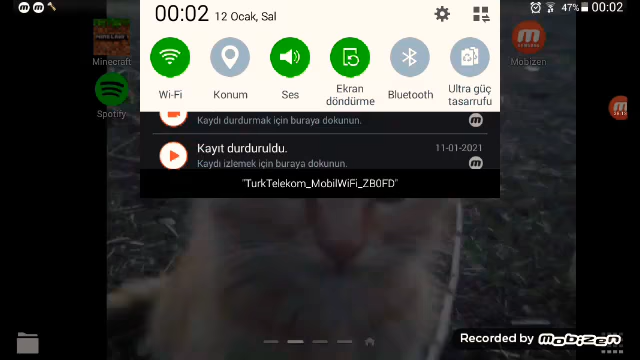 00:02 12 Ocak, Sal
47% 00:02
Wi-Fi
Konum
Ses
Ekran
döndürme
Bluetooth
Ultra güç
tasarrufu
Minecraft
Spotify
Mobizen
Kaydı durdurmak için buraya dokunun.
Kayıt durduruldu. 11-01-2021
Kaydı izlemek için buraya dokunun.
"TurkTelekom_MobilWiFi_ZB0FD"
Recorded by mobizen